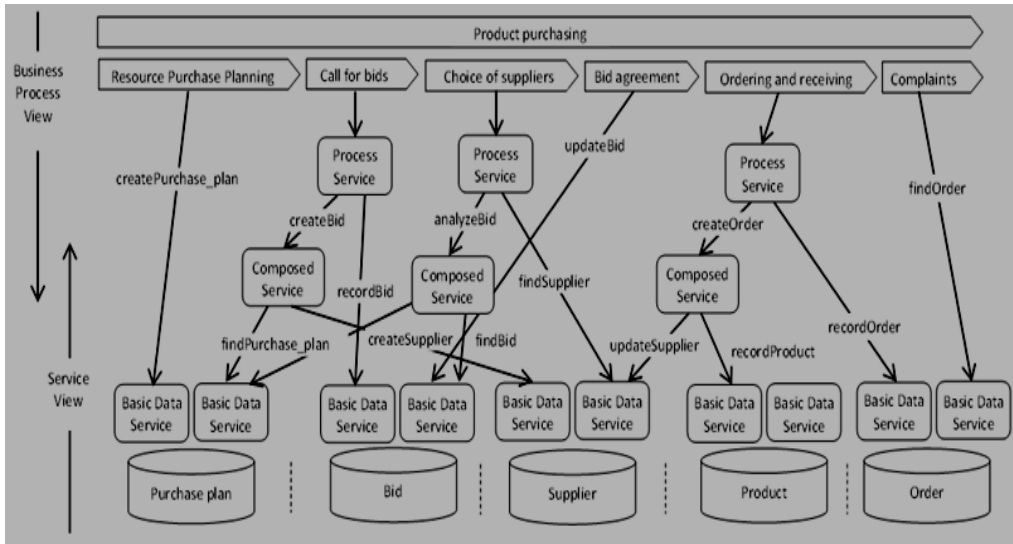 Product purchasing
Business
Process
View
Resource Purchase Planning
Call for bids
Choice of suppliers
Bid agreement
Ordering and receiving
Complaints
Process
Service
Process
Service
updateBid
Process
Service
createPurchase_plan
findOrder
createBid
analyzeBid
createOrder
Composed
Service
Composed
Service
Composed
Service
recordBid
findSupplier
findPurchase_plan
createSupplier
findBid
updateSupplier
recordProduct
recordOrder
Service
View
Basic Data
Service
Basic Data
Service
Basic Data
Service
Basic Data
Service
Basic Data
Service
Basic Data
Service
Basic Data
Service
Basic Data
Service
Basic Data
Service
Basic Data
Service
Purchase plan
Bid
Supplier
Product
Order